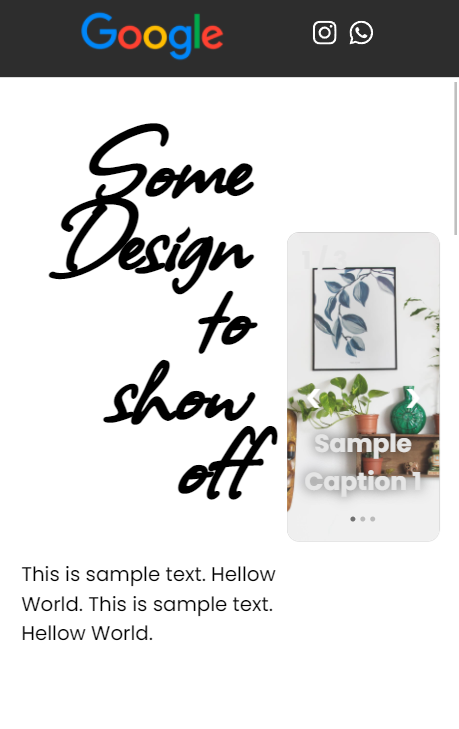 Google
Some
Design
to
show
off
1 / 3
Sample
Caption 1
This is sample text. Hellow
World. This is sample text.
Hellow World.